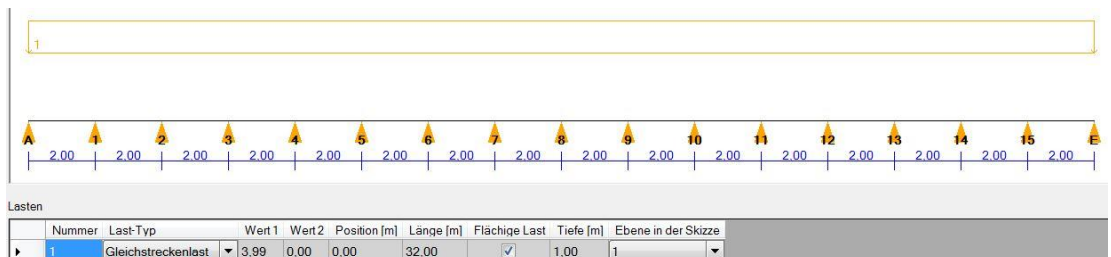 1
A 1 2 3 4 5 6 7 8 9 10 11 12 13 14 15 E
2.00 2.00 2.00 2.00 2.00 2.00 2.00 2.00 2.00 2.00 2.00 2.00 2.00 2.00 2.00 2.00
Lasten
Nummer Last-Typ Wert 1 Wert 2 Position [m] Länge [m] Flächige Last Tiefe [m] Ebene in der Skizze
1 Gleichstreckenlast 3,99 0,00 0,00 32,00 1,00 1